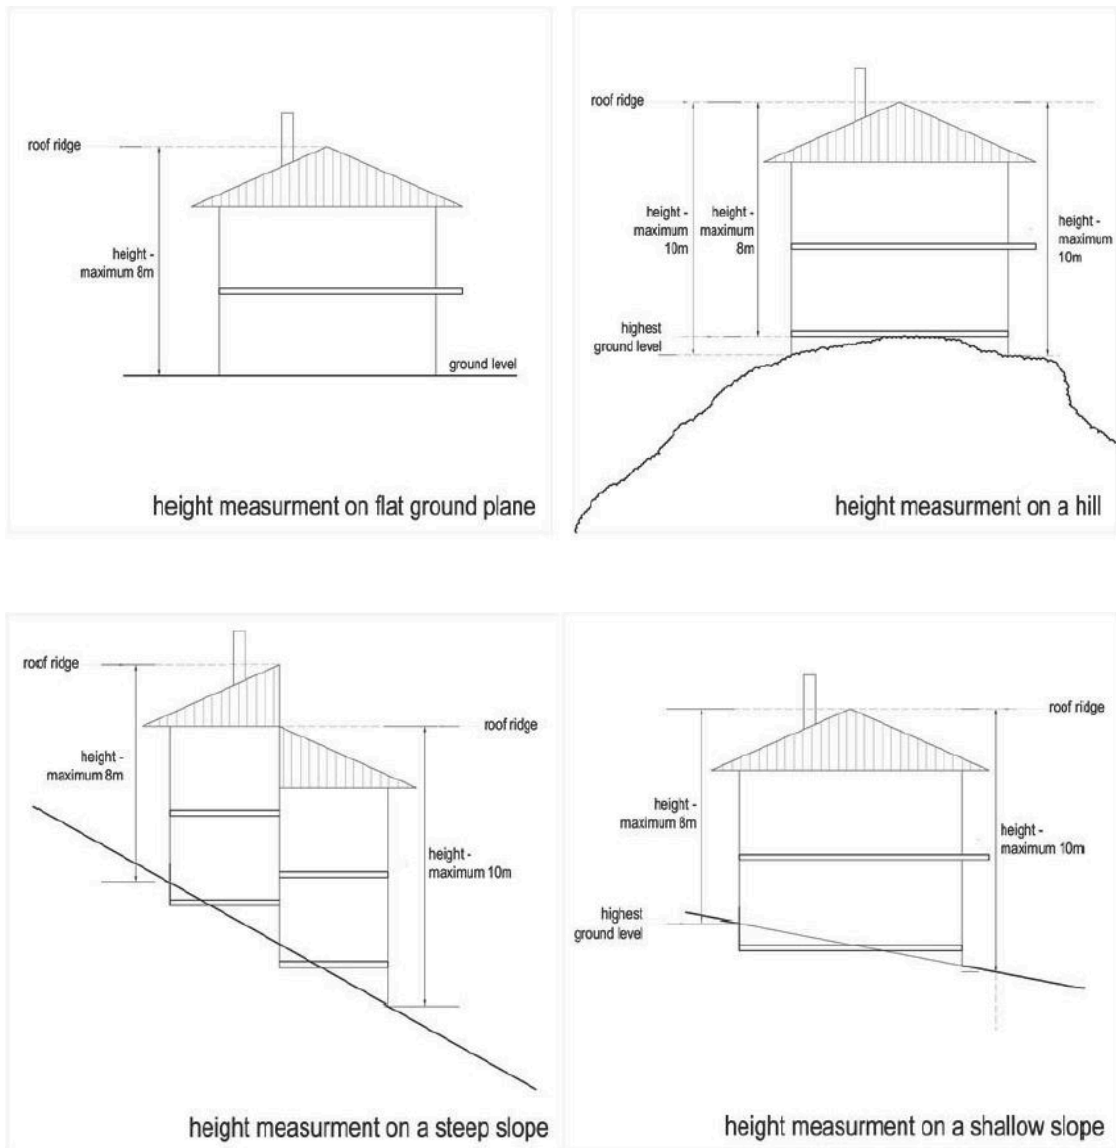 roof ridge
height -
maximum 8m
ground level
height measurment on flat ground plane
roof ridge
height -
maximum
10m
height -
maximum
8m
height -
maximum
10m
highest
ground level
height measurment on a hill
roof ridge
roof ridge
height -
maximum 8m
height -
maximum 10m
height measurment on a steep slope
roof ridge
height -
maximum 8m
height -
maximum 10m
highest
ground level
height measurment on a shallow slope